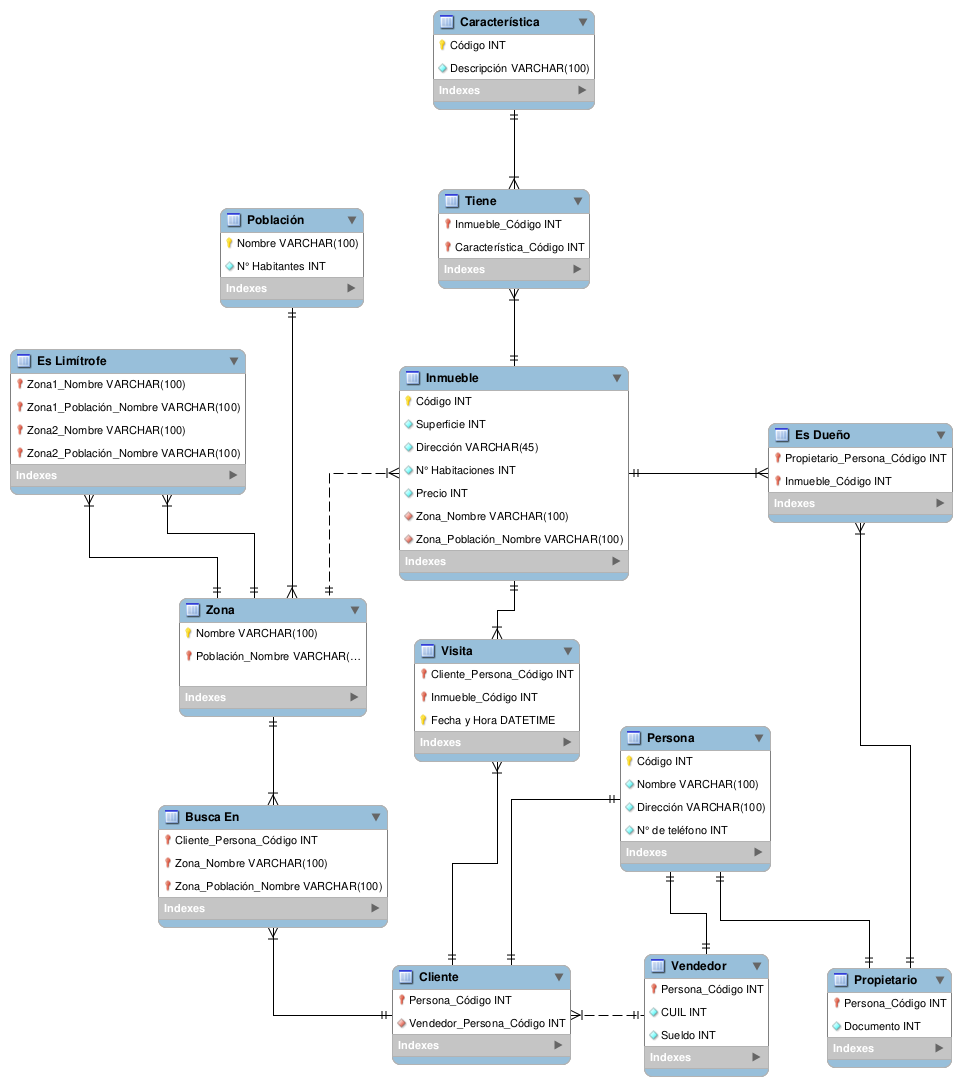 Característica
Código INT
Descripción VARCHAR(100)
Indexes
Tiene
Inmueble_Código INT
Característica_Código INT
Indexes
Población
Nombre VARCHAR(100)
N° Habitantes INT
Indexes
Es Limítrofe
Zona1_Nombre VARCHAR(100)
Zona1_Población_Nombre VARCHAR(100)
Zona2_Nombre VARCHAR(100)
Zona2_Población_Nombre VARCHAR(100)
Indexes
Inmueble
Código INT
Superficie INT
Dirección VARCHAR(45)
N° Habitaciones INT
Precio INT
Zona_Nombre VARCHAR(100)
Zona_Población_Nombre VARCHAR(100)
Indexes
Es Dueño
Propietario_Persona_Código INT
Inmueble_Código INT
Indexes
Zona
Nombre VARCHAR(100)
Población_Nombre VARCHAR(...
Indexes
Visita
Cliente_Persona_Código INT
Inmueble_Código INT
Fecha y Hora DATETIME
Indexes
Persona
Código INT
Nombre VARCHAR(100)
Dirección VARCHAR(100)
N° de teléfono INT
Indexes
Busca En
Cliente_Persona_Código INT
Zona_Nombre VARCHAR(100)
Zona_Población_Nombre VARCHAR(100)
Indexes
Cliente
Persona_Código INT
Vendedor_Persona_Código INT
Indexes
Vendedor
Persona_Código INT
CUIL INT
Sueldo INT
Indexes
Propietario
Persona_Código INT
Documento INT
Indexes